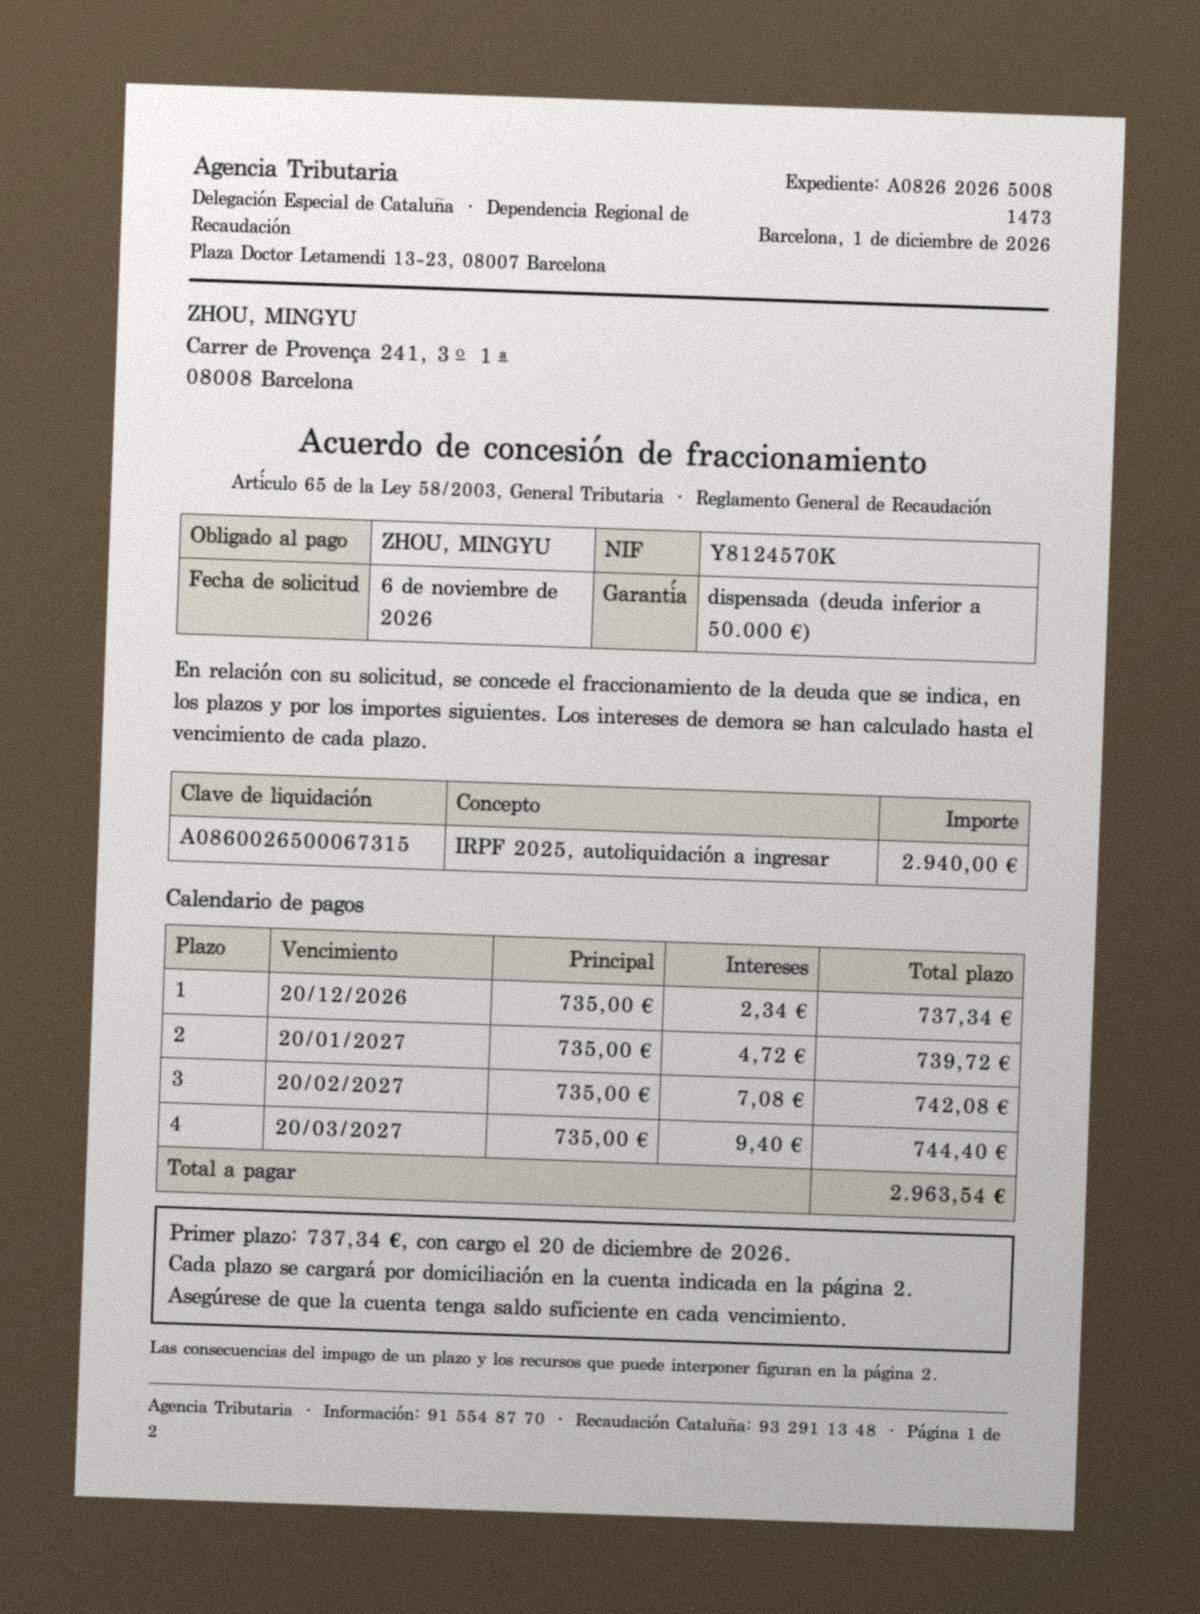 Agencia Tributaria
Delegación Especial de Cataluña · Dependencia Regional de
Recaudación
Plaza Doctor Letamendi 13-23, 08007 Barcelona
Expediente: A0826 2026 5008
1473
Barcelona, 1 de diciembre de 2026
ZHOU, MINGYU
Carrer de Provença 241, 3º 1ª
08008 Barcelona
Acuerdo de concesión de fraccionamiento
Artículo 65 de la Ley 58/2003, General Tributaria · Reglamento General de Recaudación
Obligado al pago ZHOU, MINGYU NIF Y8124570K
Fecha de solicitud 6 de noviembre de 2026 Garantía dispensada (deuda inferior a 50.000 €)
En relación con su solicitud, se concede el fraccionamiento de la deuda que se indica, en
los plazos y por los importes siguientes. Los intereses de demora se han calculado hasta el
vencimiento de cada plazo.
Clave de liquidación Concepto Importe
A0860026500067315 IRPF 2025, autoliquidación a ingresar 2.940,00 €
Calendario de pagos
Plazo Vencimiento Principal Intereses Total plazo
1 20/12/2026 735,00 € 2,34 € 737,34 €
2 20/01/2027 735,00 € 4,72 € 739,72 €
3 20/02/2027 735,00 € 7,08 € 742,08 €
4 20/03/2027 735,00 € 9,40 € 744,40 €
Total a pagar 2.963,54 €
Primer plazo: 737,34 €, con cargo el 20 de diciembre de 2026.
Cada plazo se cargará por domiciliación en la cuenta indicada en la página 2.
Asegúrese de que la cuenta tenga saldo suficiente en cada vencimiento.
Las consecuencias del impago de un plazo y los recursos que puede interponer figuran en la página 2.
Agencia Tributaria · Información: 91 554 87 70 · Recaudación Cataluña: 93 291 13 48 · Página 1 de
2